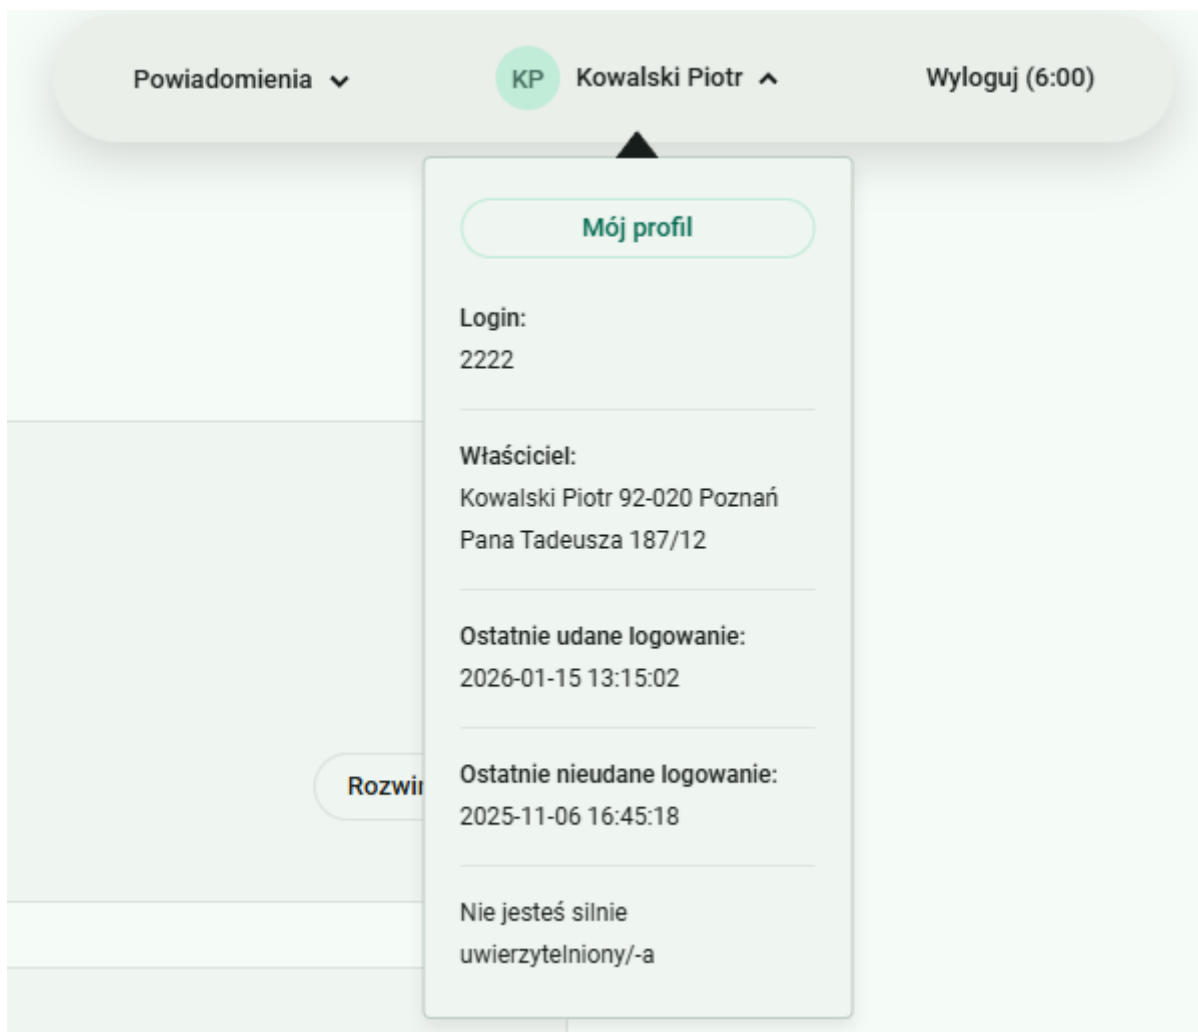 Powiadomienia
KP
Kowalski Piotr
Wyloguj (6:00)
Mój profil
Login:
2222
Właściciel:
Kowalski Piotr 92-020 Poznań
Pana Tadeusza 187/12
Ostatnie udane logowanie:
2026-01-15 13:15:02
Rozwi
Ostatnie nieudane logowanie:
2025-11-06 16:45:18
Nie jesteś silnie
uwierzytelniony/-a